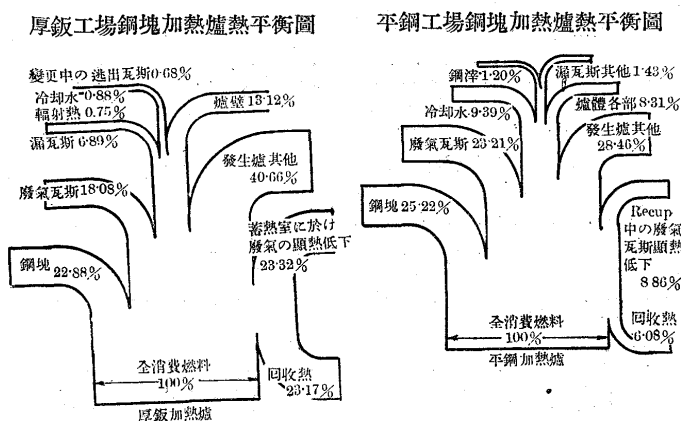 厚鈑工場鋼塊加熱爐熱平衡圖
變更中の逃出瓦斯0.68%
冷却水0.88%
輻射熱0.75%
漏瓦斯6.89%
爐壁13.12%
發生爐其他
40.66%
廢氣瓦斯18.08%
蓄熱室に於け
廢氣の顯熱低下
23.32%
鋼塊
22.88%
全消費燃料
100%
回收熱
23.17%
厚鈑加熱爐
平鋼工場鋼塊加熱爐熱平衡圖
鋼滓1.20%
漏瓦斯其他1.43%
冷却水9.39%
爐體各部8.31%
廢氣瓦斯23.21%
發生爐其他
28.46%
鋼塊25.22%
Recup
中の廢氣
瓦斯顯熱
低下
8.86%
全消費燃料
100%
回收熱
6.08%
平鋼加熱爐